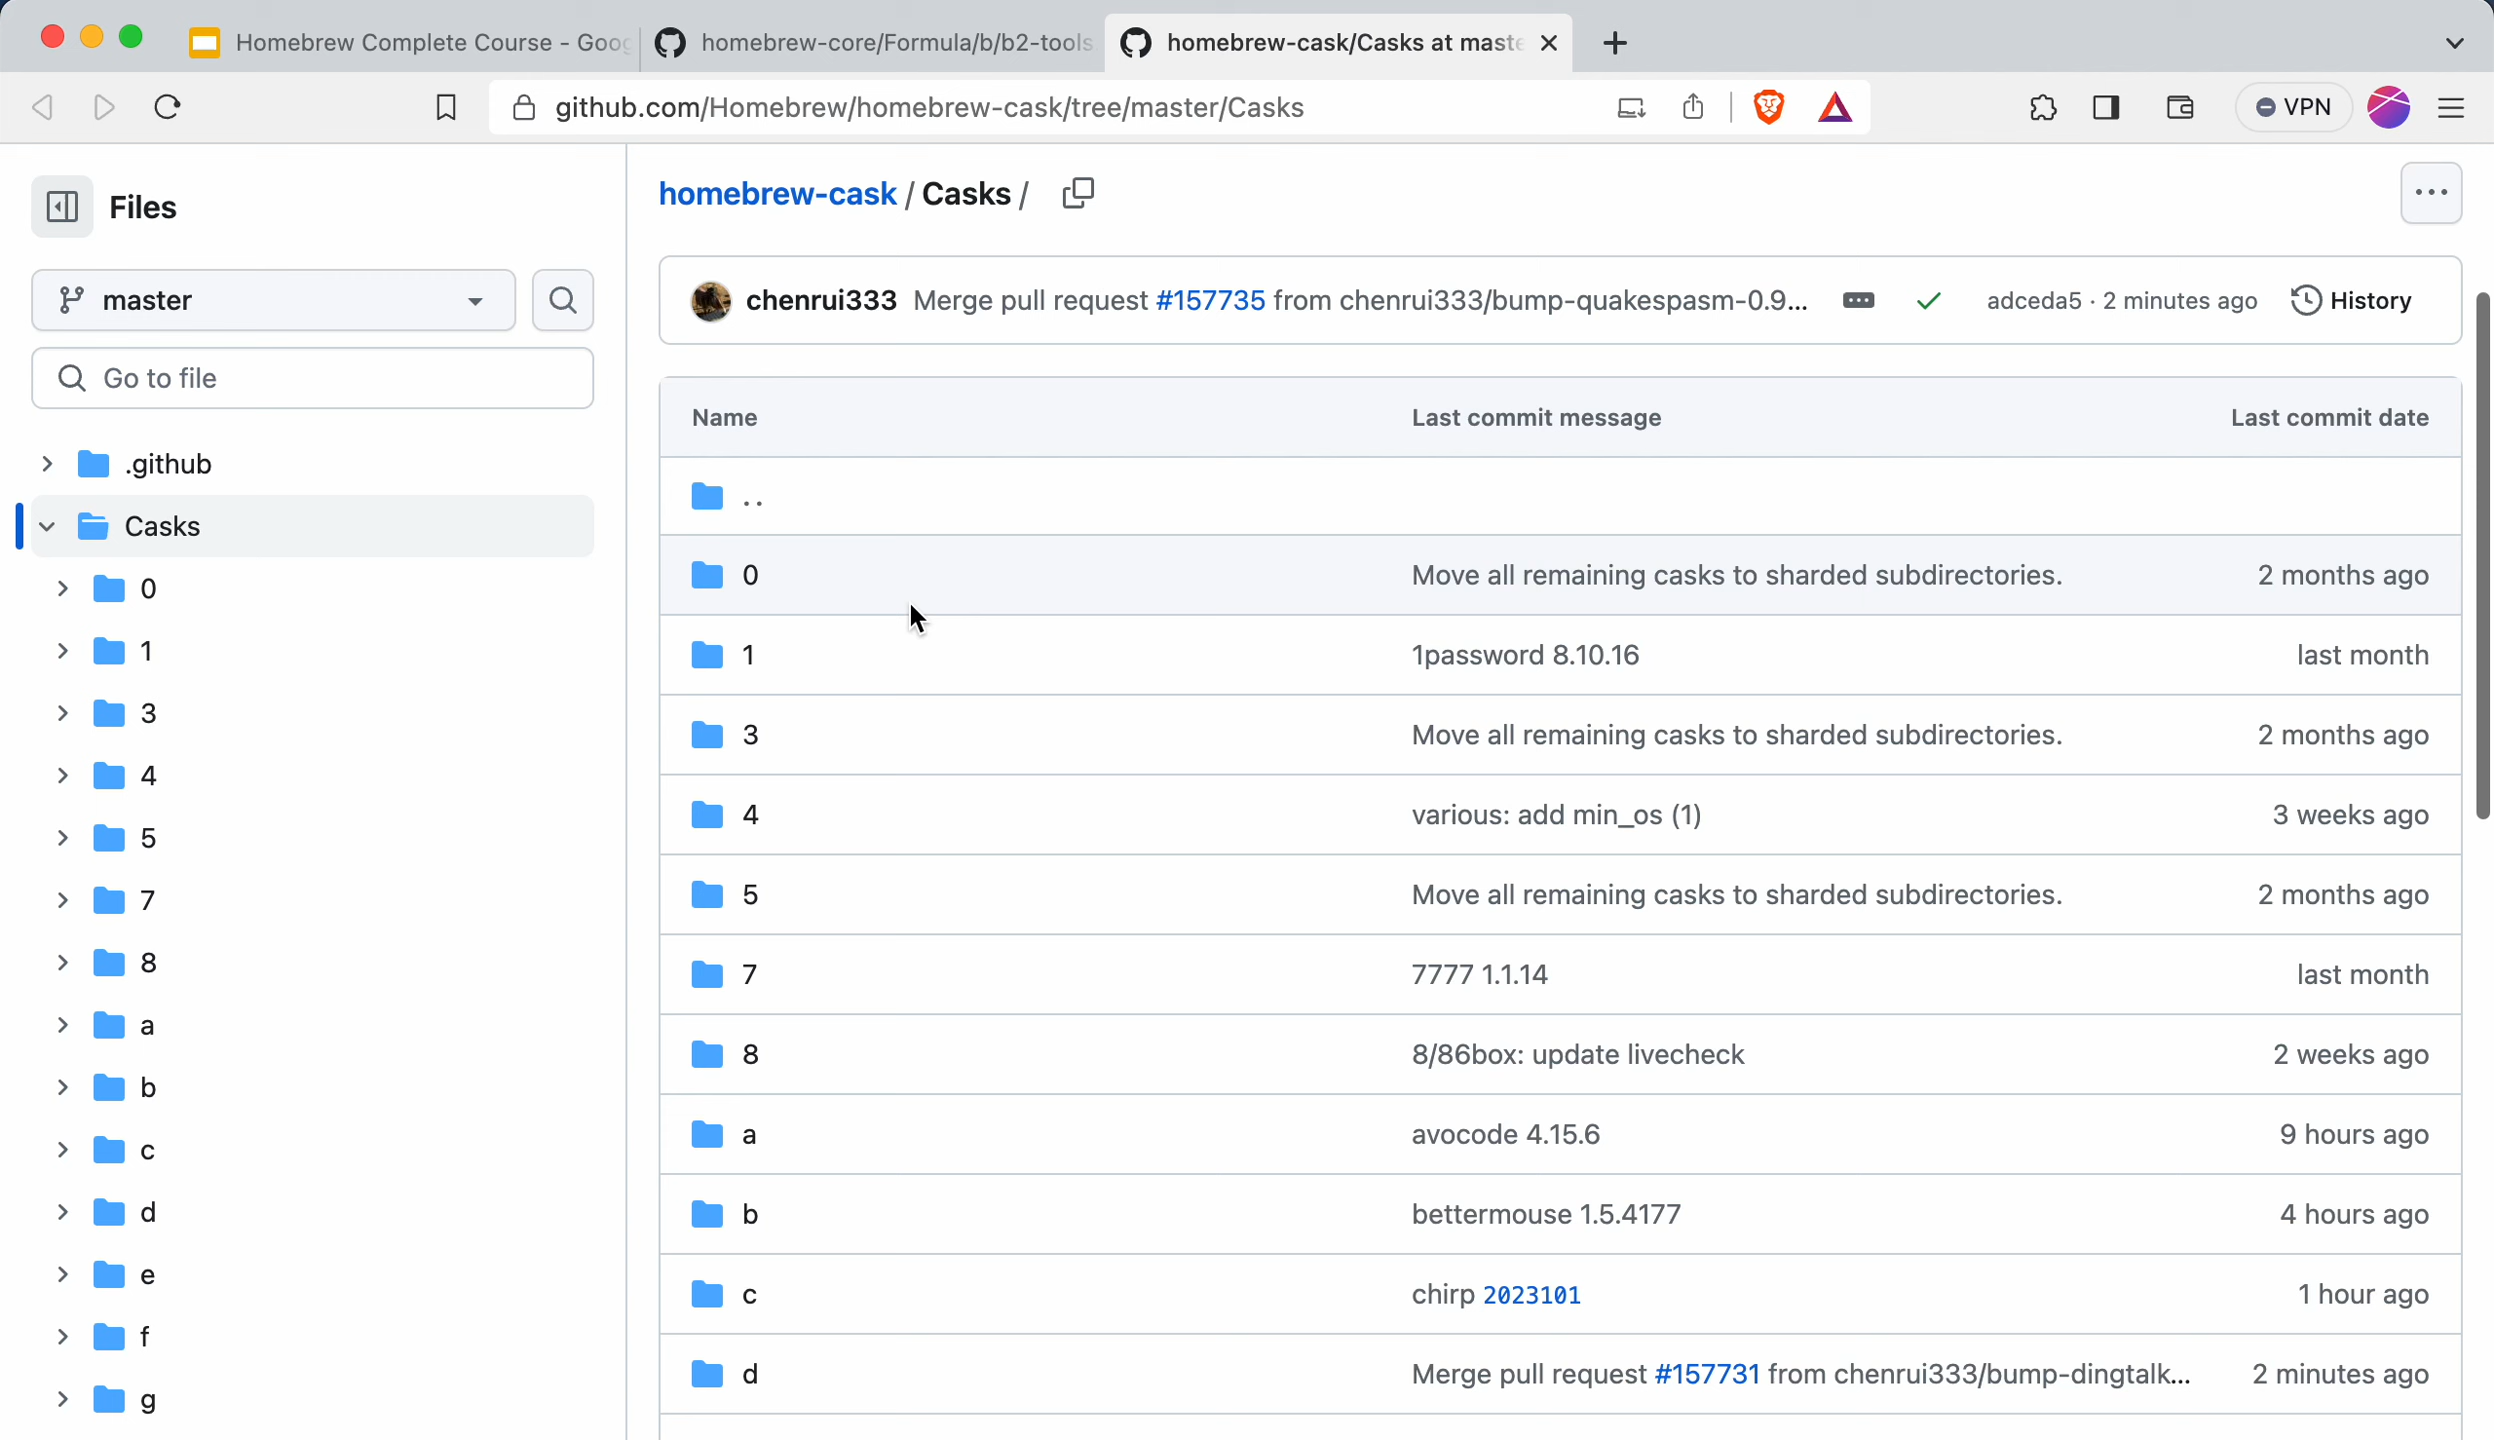 Homebrew Complete Course - Goog
homebrew-core/Formula/b/b2-tools.
homebrew-cask/Casks at maste
github.com/Homebrew/homebrew-cask/tree/master/Casks
VPN
Files
master
Go to file
.github
Casks
0
1
3
4
5
7
8
a
b
c
d
e
f
g
homebrew-cask / Casks /
chenrui333 Merge pull request #157735 from chenrui333/bump-quakespasm-0.9... adceda5 · 2 minutes ago History
Name Last commit message Last commit date
..
0 Move all remaining casks to sharded subdirectories. 2 months ago
1 1password 8.10.16 last month
3 Move all remaining casks to sharded subdirectories. 2 months ago
4 various: add min_os (1) 3 weeks ago
5 Move all remaining casks to sharded subdirectories. 2 months ago
7 7777 1.1.14 last month
8 8/86box: update livecheck 2 weeks ago
a avocode 4.15.6 9 hours ago
b bettermouse 1.5.4177 4 hours ago
c chirp 2023101 1 hour ago
d Merge pull request #157731 from chenrui333/bump-dingtalk... 2 minutes ago